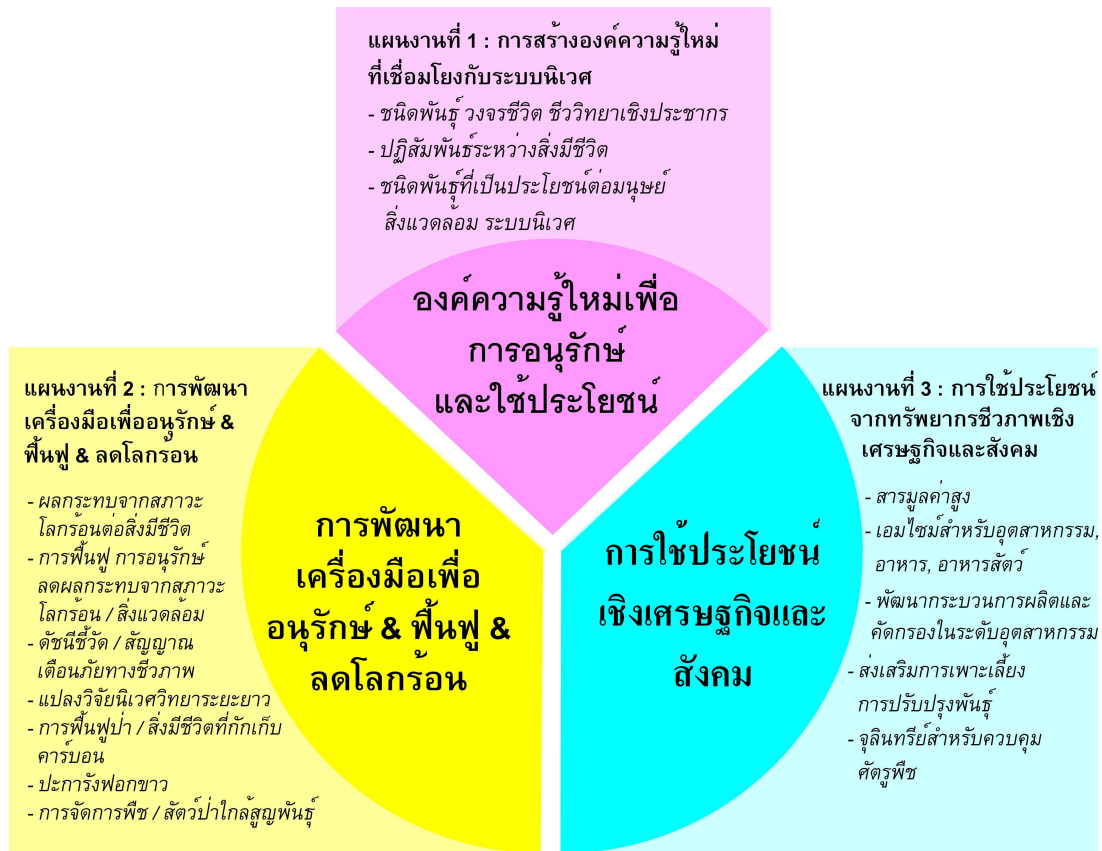 แผนงานที่ 1 : การสร้างองค์ความรู้ใหม่
ที่เชื่อมโยงกับระบบนิเวศ
- ชนิดพันธุ์ วงจรชีวิต ชีววิทยาเชิงประชากร
- ปฏิสัมพันธ์ระหว่างสิ่งมีชีวิต
- ชนิดพันธุ์ที่เป็นประโยชน์ต่อมนุษย์
สิ่งแวดล้อม ระบบนิเวศ
องค์ความรู้ใหม่เพื่อ
การอนุรักษ์
และใช้ประโยชน์
แผนงานที่ 2 : การพัฒนา
เครื่องมือเพื่ออนุรักษ์ &
ฟื้นฟู & ลดโลกร้อน
- ผลกระทบจากสภาวะ
โลกร้อนต่อสิ่งมีชีวิต
- การฟื้นฟู การอนุรักษ์
ลดผลกระทบจากสภาวะ
โลกร้อน / สิ่งแวดล้อม
- ดัชนีชี้วัด / สัญญาณ
เตือนภัยทางชีวภาพ
- แปลงวิจัยนิเวศวิทยาระยะยาว
- การฟื้นฟูป่า / สิ่งมีชีวิตที่กักเก็บ
คาร์บอน
- ปะการังฟอกขาว
- การจัดการพืช / สัตว์ป่าใกล้สูญพันธุ์
การพัฒนา
เครื่องมือเพื่อ
อนุรักษ์ & ฟื้นฟู &
ลดโลกร้อน
การใช้ประโยชน์
เชิงเศรษฐกิจและ
สังคม
แผนงานที่ 3 : การใช้ประโยชน์
จากทรัพยากรชีวภาพเชิง
เศรษฐกิจและสังคม
- สารมูลค่าสูง
- เอมไซม์สำหรับอุตสาหกรรม,
อาหาร, อาหารสัตว์
- พัฒนากระบวนการผลิตและ
คัดกรองในระดับอุตสาหกรรม
- ส่งเสริมการเพาะเลี้ยง
การปรับปรุงพันธุ์
- จุลินทรีย์สำหรับควบคุม
ศัตรูพืช